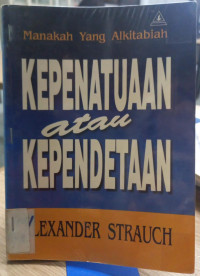 Manakah Yang Alkitabiah
KEPENATUAAN
atau
KEPENDETAAN
LEXANDER STRAUCH